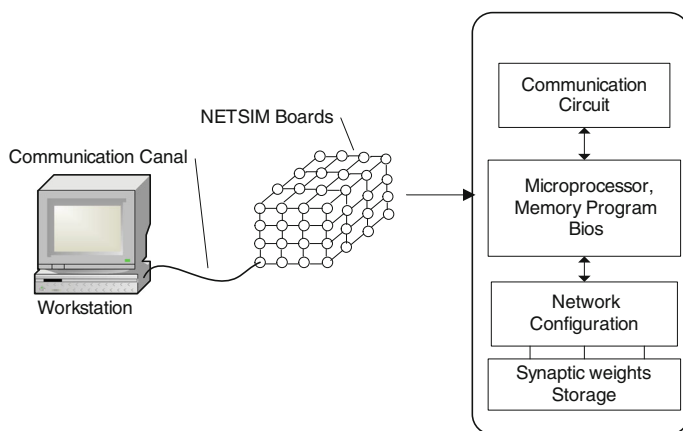 NETSIM Boards
Communication Canal
Workstation
Communication
Circuit
Microprocessor,
Memory Program
Bios
Network
Configuration
Synaptic weights
Storage